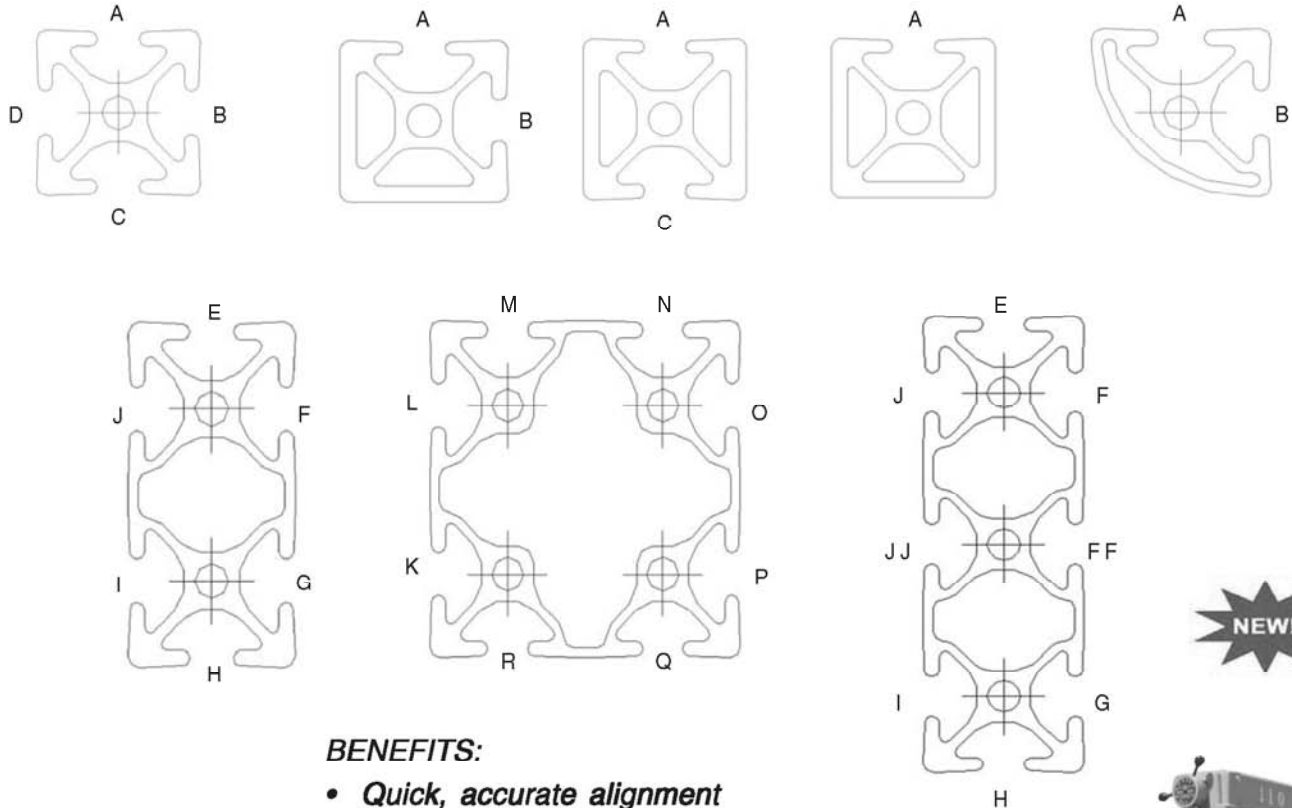 A A A A A
D B B B
C C
E M N E
J F L O J F
JJ FF
I G K P
R Q I G
H
BENEFITS:
• Quick, accurate alignment
H
NEW!